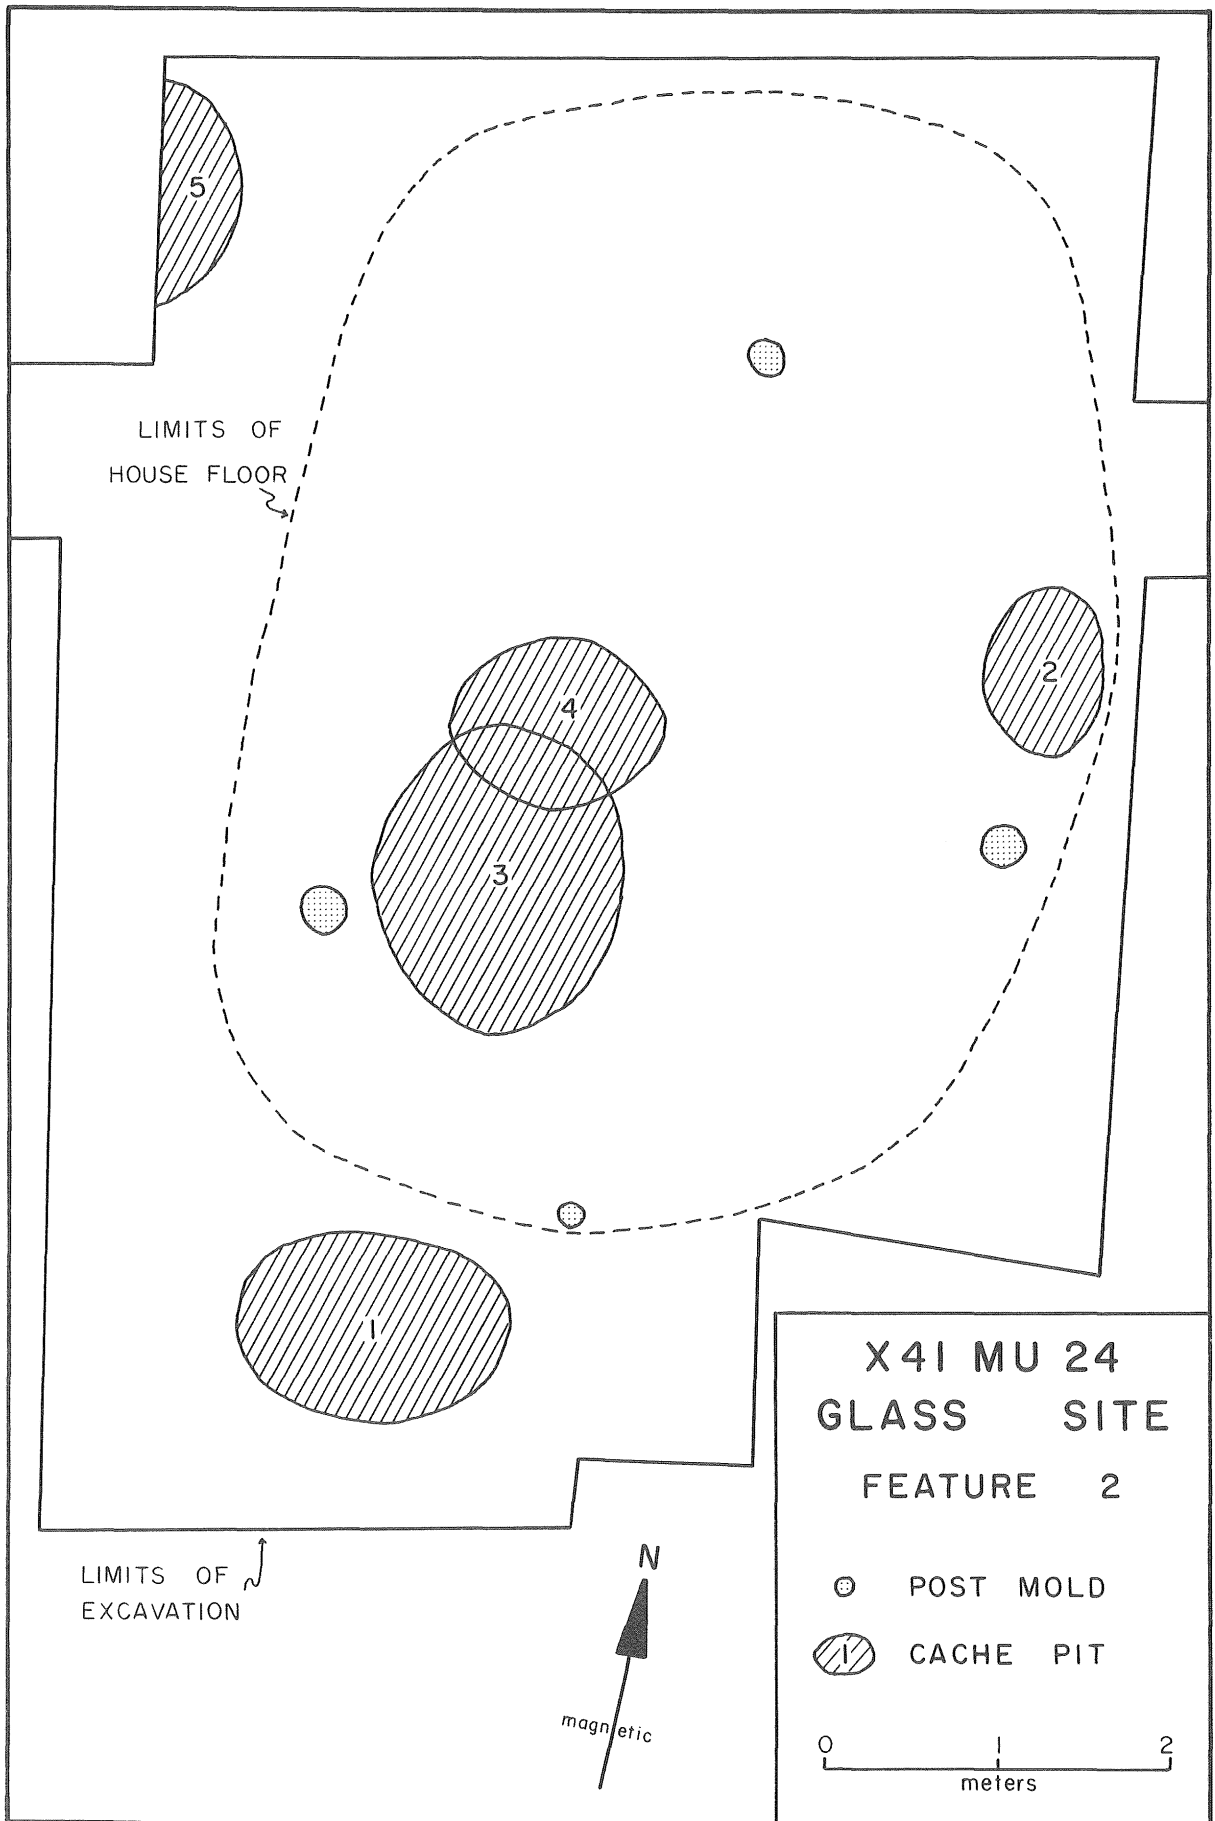 5
LIMITS OF
HOUSE FLOOR
2
4
3
1
X41 MU 24
GLASS SITE
FEATURE 2
LIMITS OF
EXCAVATION
N
magnetic
POST MOLD
1 CACHE PIT
0 1 2
meters